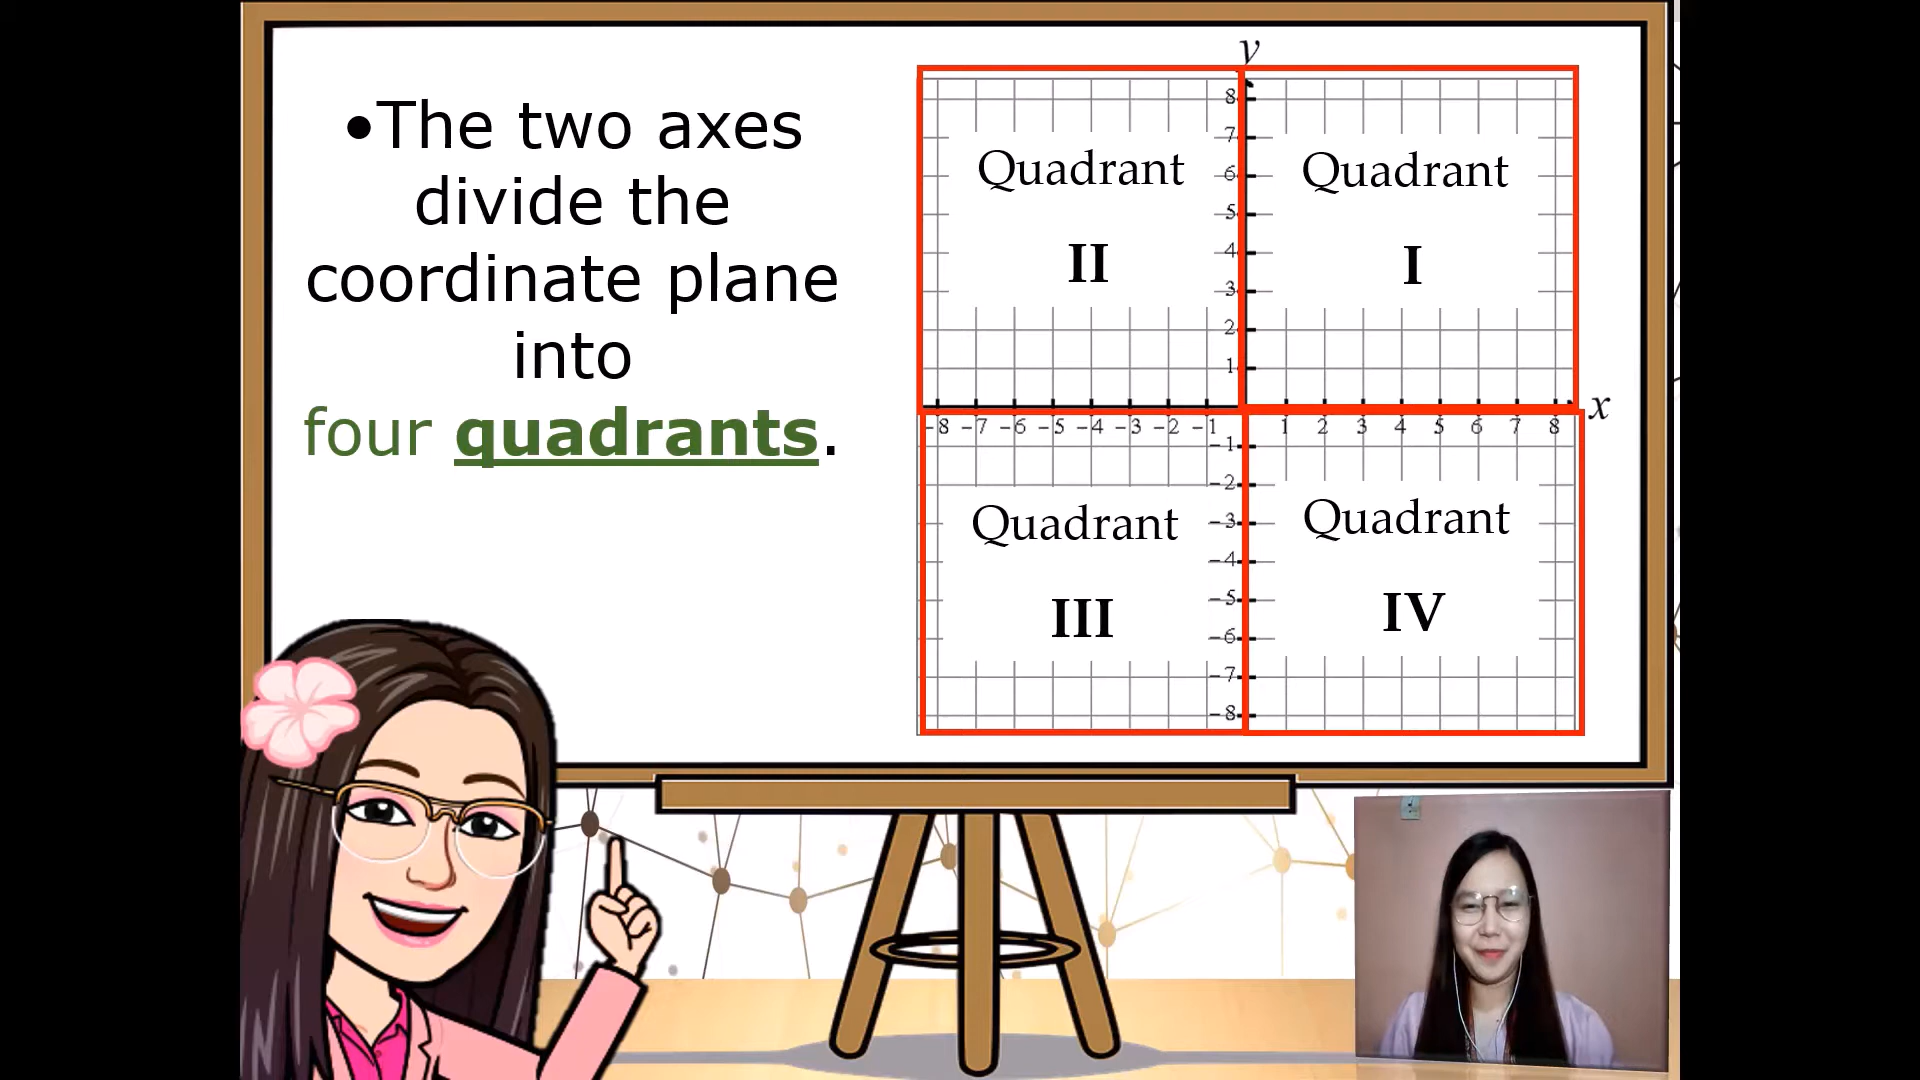 •The two axes
divide the
coordinate plane
into
four quadrants.
y
8
7
6
5
4
3
2
1
Quadrant
II
Quadrant
I
x
-8 -7 -6 -5 -4 -3 -2 -1 1 2 3 4 5 6 7 8
-1
-2
-3
-4
-5
-6
-7
-8
Quadrant
III
Quadrant
IV